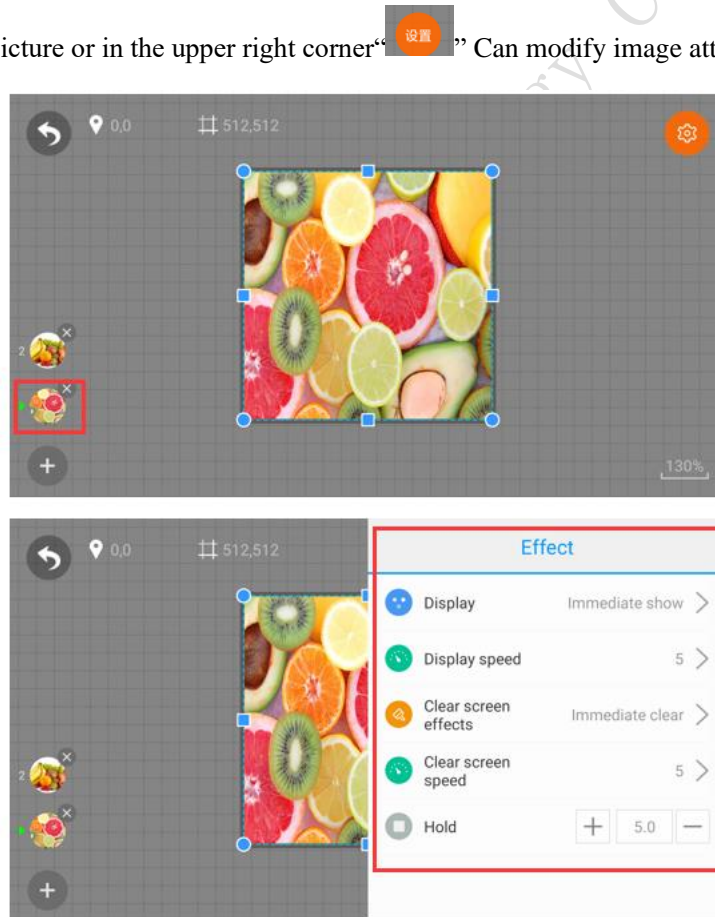 icture or in the upper right corner“ 设置 ” Can modify image att
0,0 512,512
2
130%
0,0 512,512
Effect
Display Immediate show
Display speed 5
Clear screen
effects Immediate clear
Clear screen
speed 5
Hold + 5.0 —
2